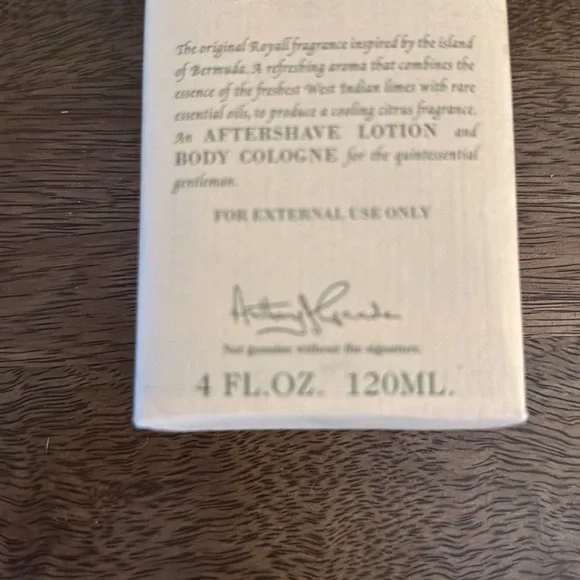 The original Royall fragrance inspired by the island
of Bermuda. A refreshing aroma that combines the
essence of the freshest West Indian limes with rare
essential oils, to produce a cooling citrus fragrance.
An AFTERSHAVE LOTION and
BODY COLOGNE for the quintessential
gentleman.
FOR EXTERNAL USE ONLY
Not genuine without the signature.
4 FL.OZ. 120ML.